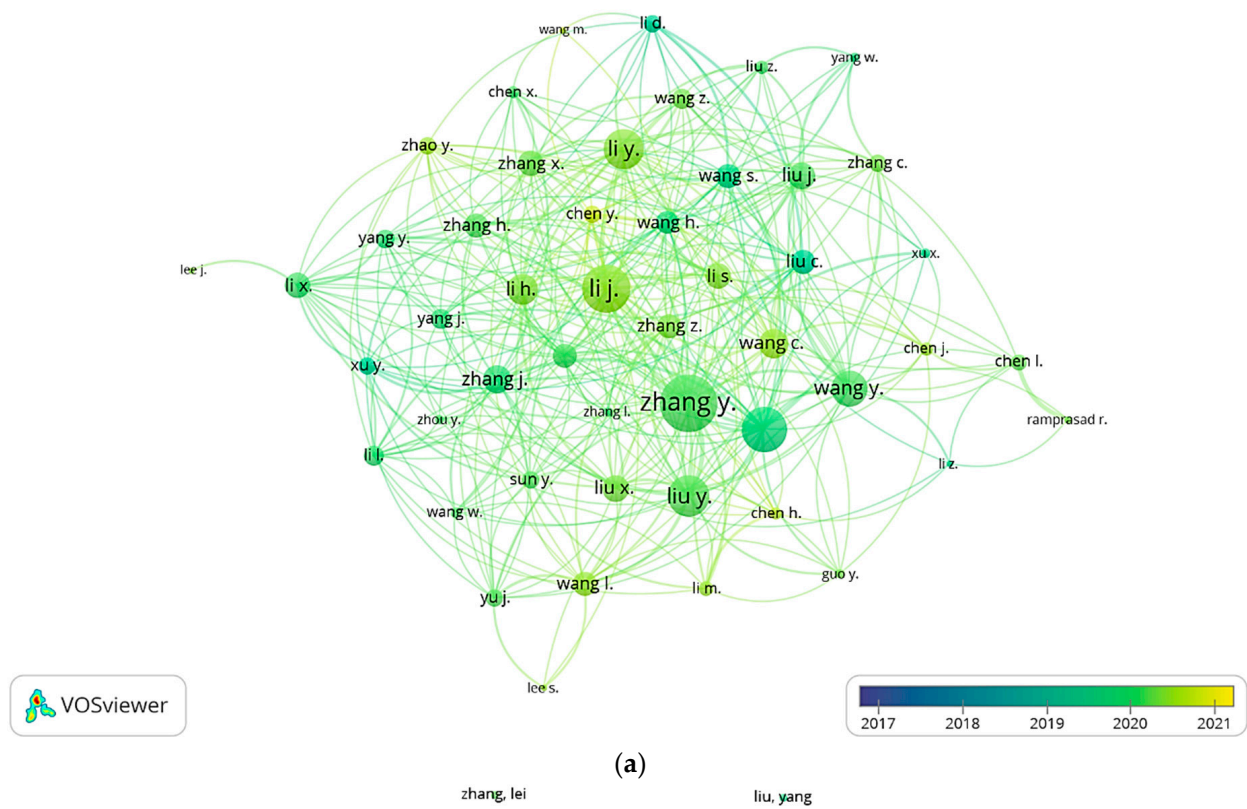 wang m.
li d.
yang w.
liu z.
chen x.
wang z.
zhao y.
li y.
zhang x.
zhang c.
wang s.
liu j.
chen y.
wang h.
zhang h.
yang y.
xu x.
liu c.
lee j.
li x.
li h.
li j.
li s.
yang j.
zhang z.
wang c.
chen j.
xu y.
zhang j.
chen l.
wang y.
zhang y.
zhang l.
zhou y.
ramprasad r.
li l.
li z.
sun y.
liu x.
liu y.
wang w.
chen h.
guo y.
wang l.
li m.
yu j.
lee s.
VOSviewer
2017 2018 2019 2020 2021
(a)
zhang, lei
liu, yang